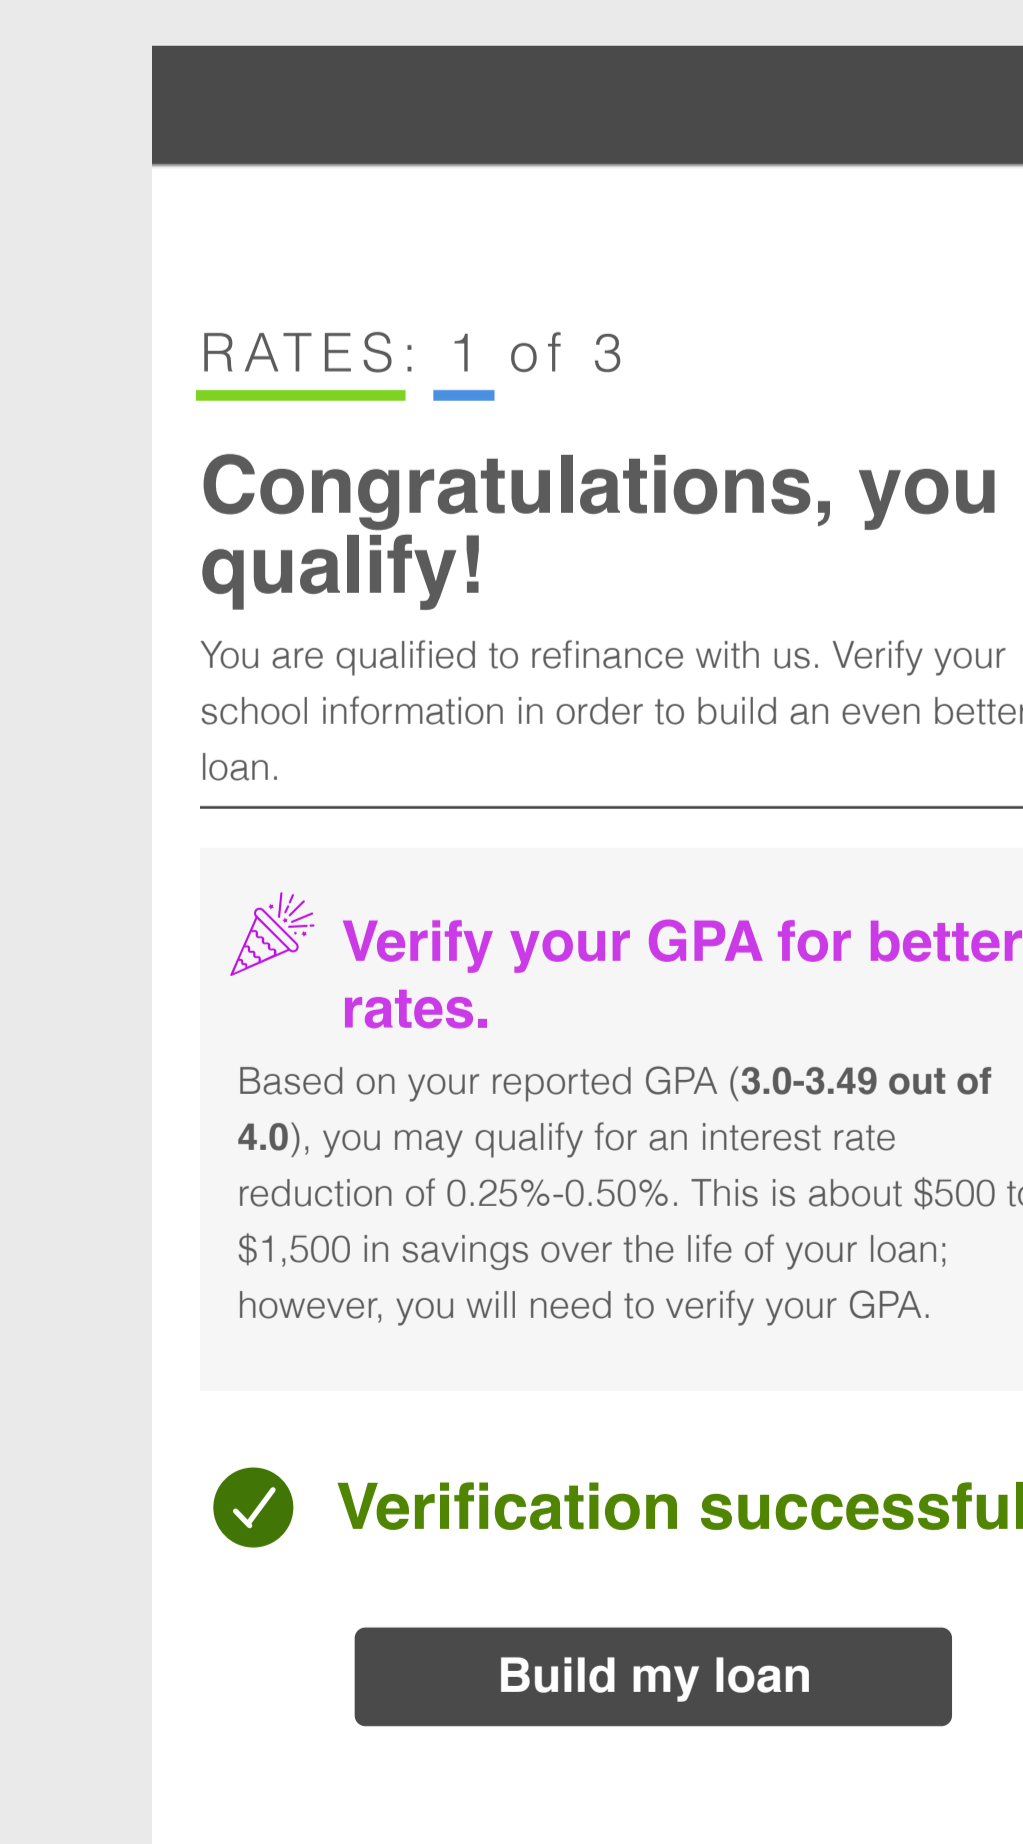 RATES: 1 of 3
Congratulations, you
qualify!
You are qualified to refinance with us. Verify your
school information in order to build an even better
loan.
Verify your GPA for better
rates.
Based on your reported GPA (3.0-3.49 out of
4.0), you may qualify for an interest rate
reduction of 0.25%-0.50%. This is about $500 to
$1,500 in savings over the life of your loan;
however, you will need to verify your GPA.
Verification successful
Build my loan